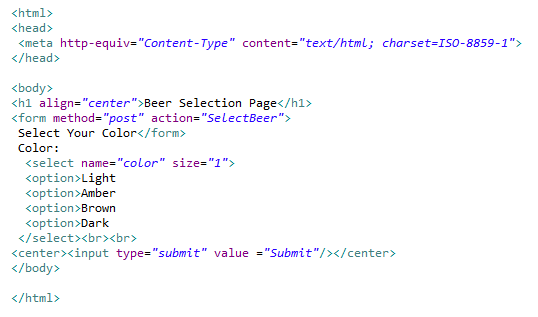 <html>
<head>
<meta http-equiv="Content-Type" content="text/html; charset=ISO-8859-1">
</head>
<body>
<h1 align="center">Beer Selection Page</h1>
<form method="post" action="SelectBeer">
Select Your Color</form>
Color:
<select name="color" size="1">
<option>Light
<option>Amber
<option>Brown
<option>Dark
</select><br><br>
<center><input type="submit" value ="Submit"/></center>
</body>
</html>